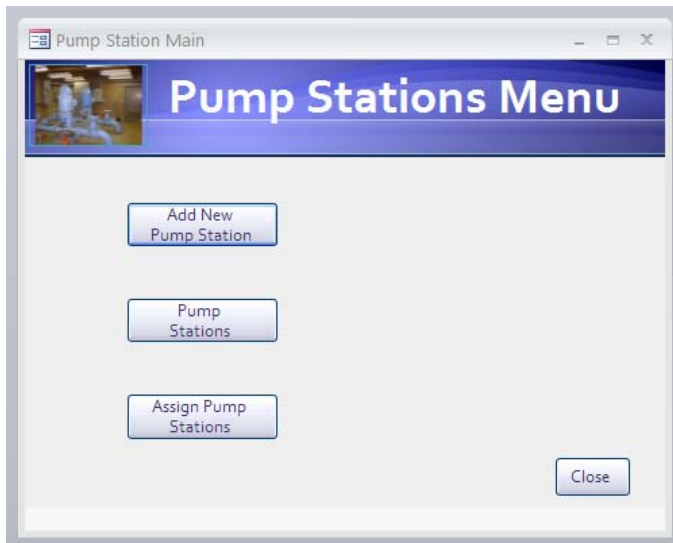 Pump Station Main
Pump Stations Menu
Add New
Pump Station
Pump
Stations
Assign Pump
Stations
Close